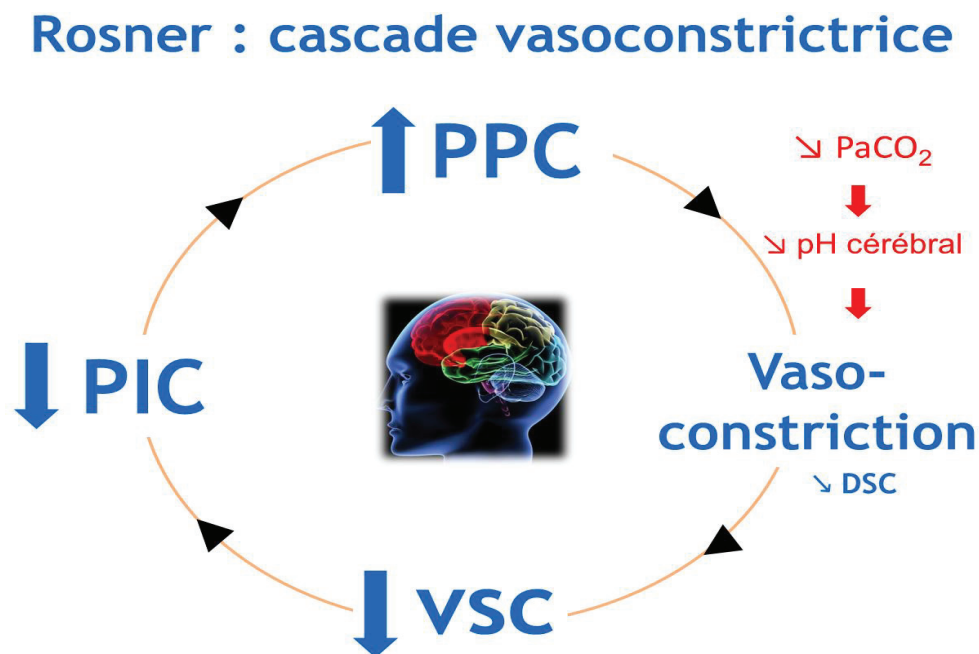 Rosner : cascade vasoconstrictrice
PPC
↘ PaCO₂
↘ pH cérébral
PIC
Vaso-
constriction
↘ DSC
VSC